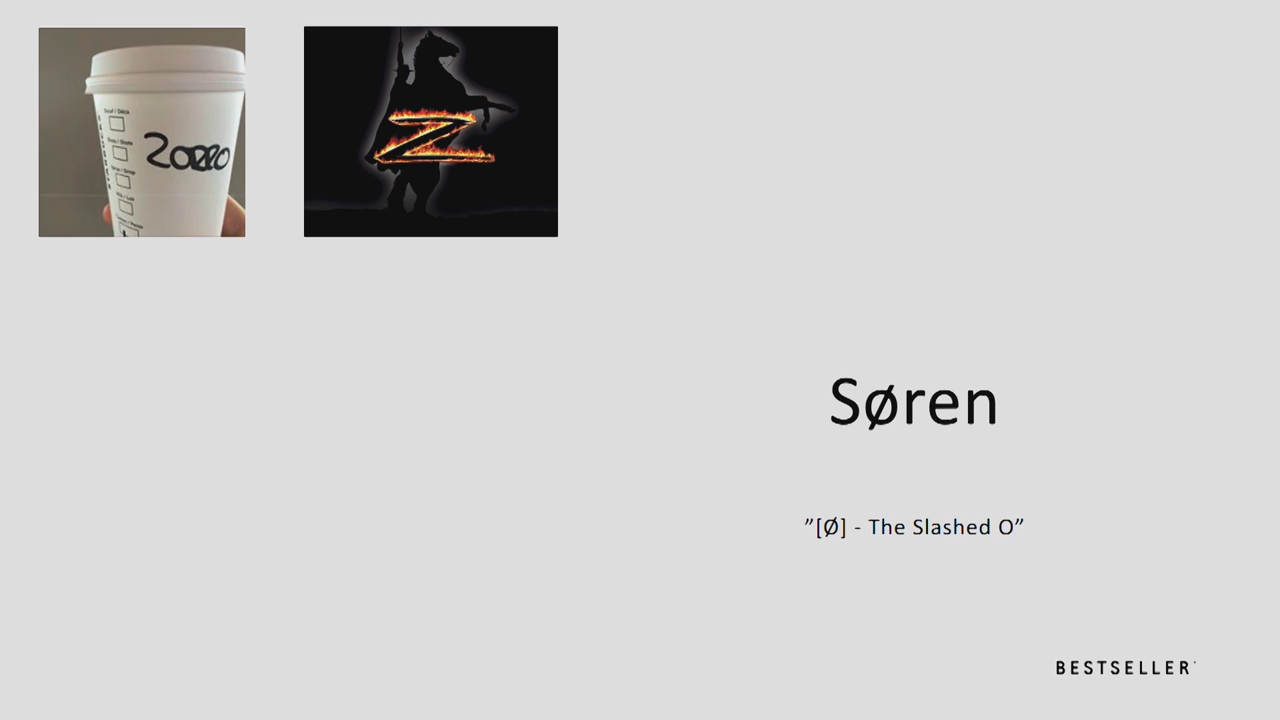 Zorro
Z
Søren
”[Ø] - The Slashed O”
BESTSELLER